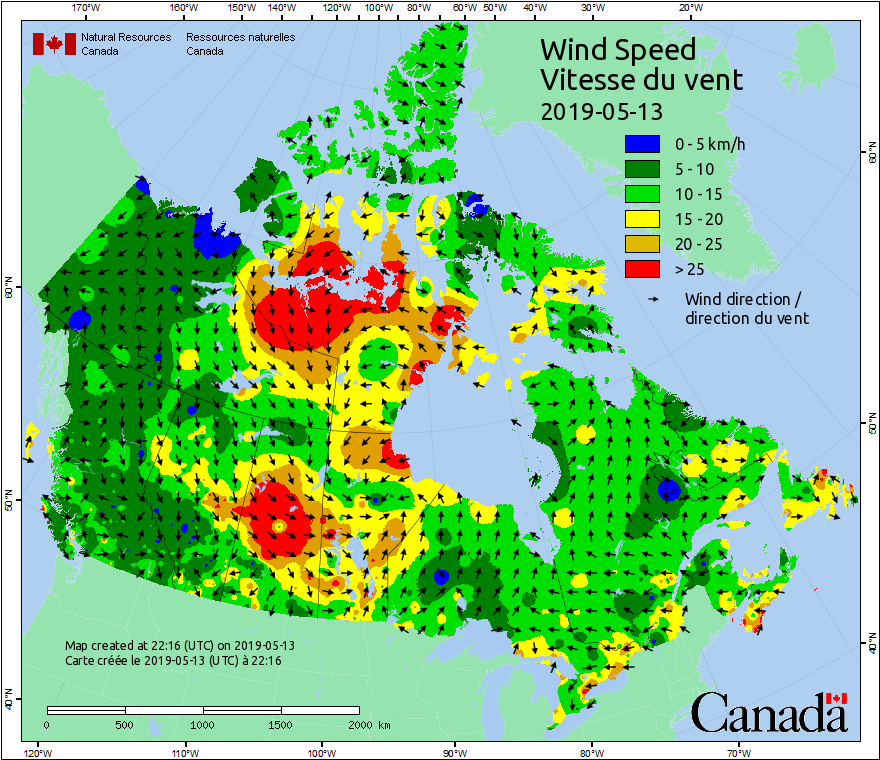 170°W 160°W 150°W 140°W 130°W 120°W 100°W 80°W 60°W 50°W 40°W 30°W 20°W
Natural Resources Ressources naturelles
Canada Canada
Wind Speed
Vitesse du vent
2019-05-13
0 - 5 km/h
5 - 10
10 - 15
15 - 20
20 - 25
> 25
Wind direction /
direction du vent
60°N
50°N
40°N
60°N
50°N
40°N
Map created at 22:16 (UTC) on 2019-05-13
Carte créée le 2019-05-13 (UTC) à 22:16
0 500 1000 1500 2000 km
Canada
120°W 110°W 100°W 90°W 80°W 70°W